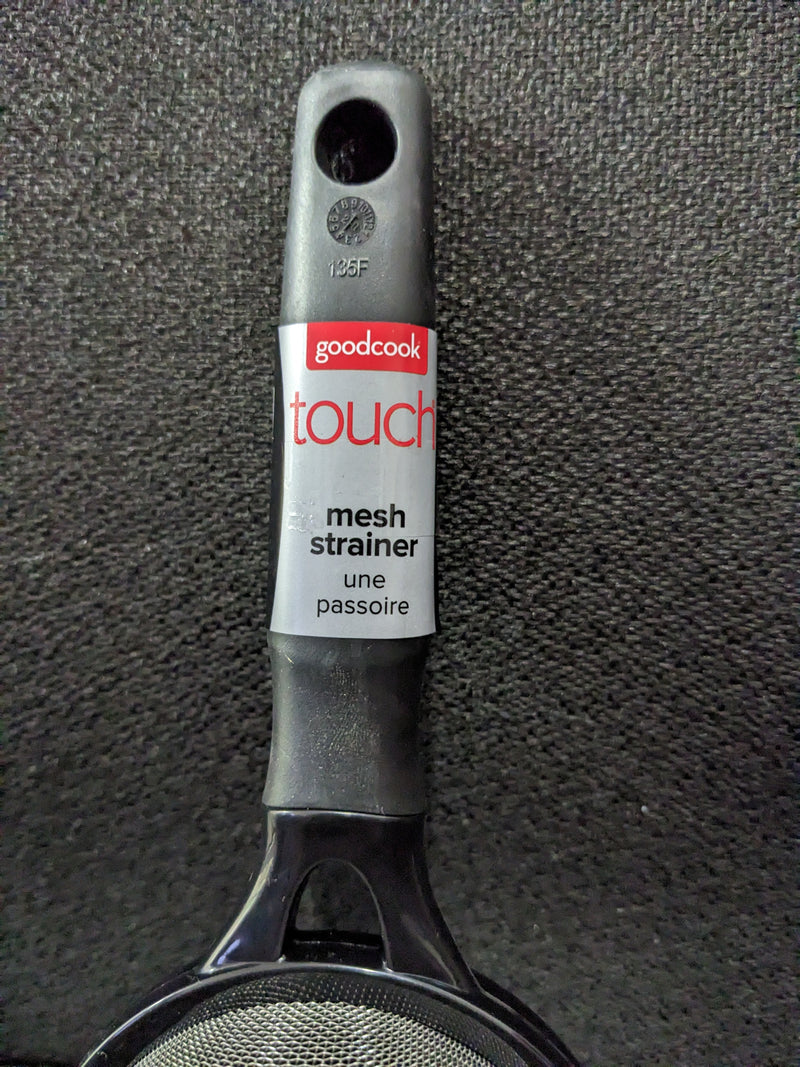 135F
goodcook
touch
mesh
strainer
une
passoire